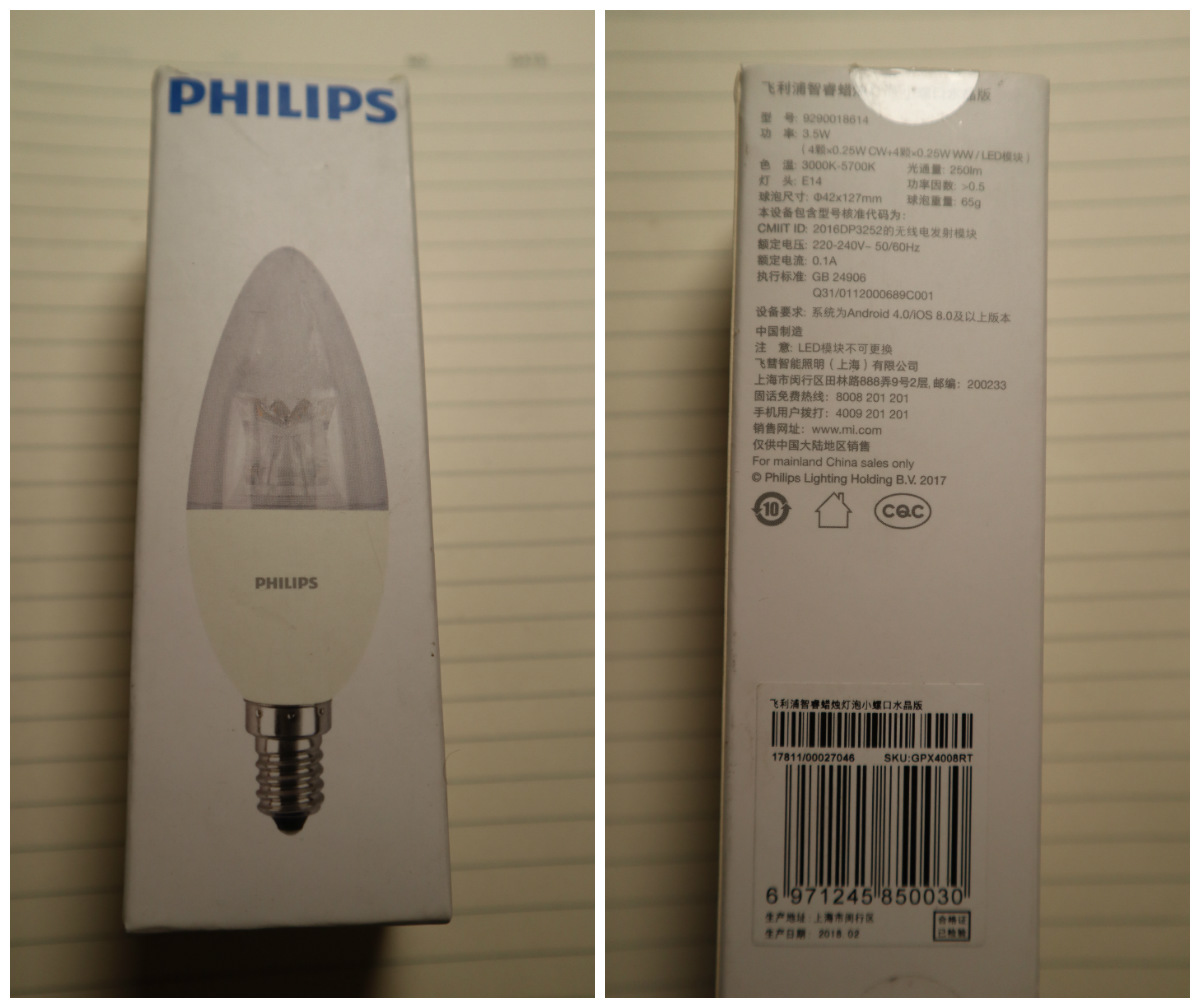 PHILIPS
PHILIPS
飞利浦智睿蜡 版
型 号: 9290018614
功 率: 3.5W
(4颗×0.25W CW+4颗×0.25W WW / LED模块)
色 温: 3000K-5700K 光通量: 250lm
灯 头: E14 功率因数: >0.5
球泡尺寸: Φ42x127mm 球泡重量: 65g
本设备包含型号核准代码为:
CMIIT ID: 2016DP3252的无线电发射模块
额定电压: 220-240V~ 50/60Hz
额定电流: 0.1A
执行标准: GB 24906
Q31/0112000689C001
设备要求: 系统为Android 4.0/iOS 8.0及以上版本
中国制造
注 意: LED模块不可更换
飞彗智能照明(上海)有限公司
上海市闵行区田林路888弄9号2层, 邮编: 200233
固话免费热线: 8008 201 201
手机用户拨打: 4009 201 201
销售网址: www.mi.com
仅供中国大陆地区销售
For mainland China sales only
© Philips Lighting Holding B.V. 2017
10 CQC
飞利浦智睿蜡烛灯泡小螺口水晶版
17811/00027046 SKU:GPX4008RT
6 971245 850030
生产地址: 上海市闵行区
生产日期: 2018.02
合格证
已检验